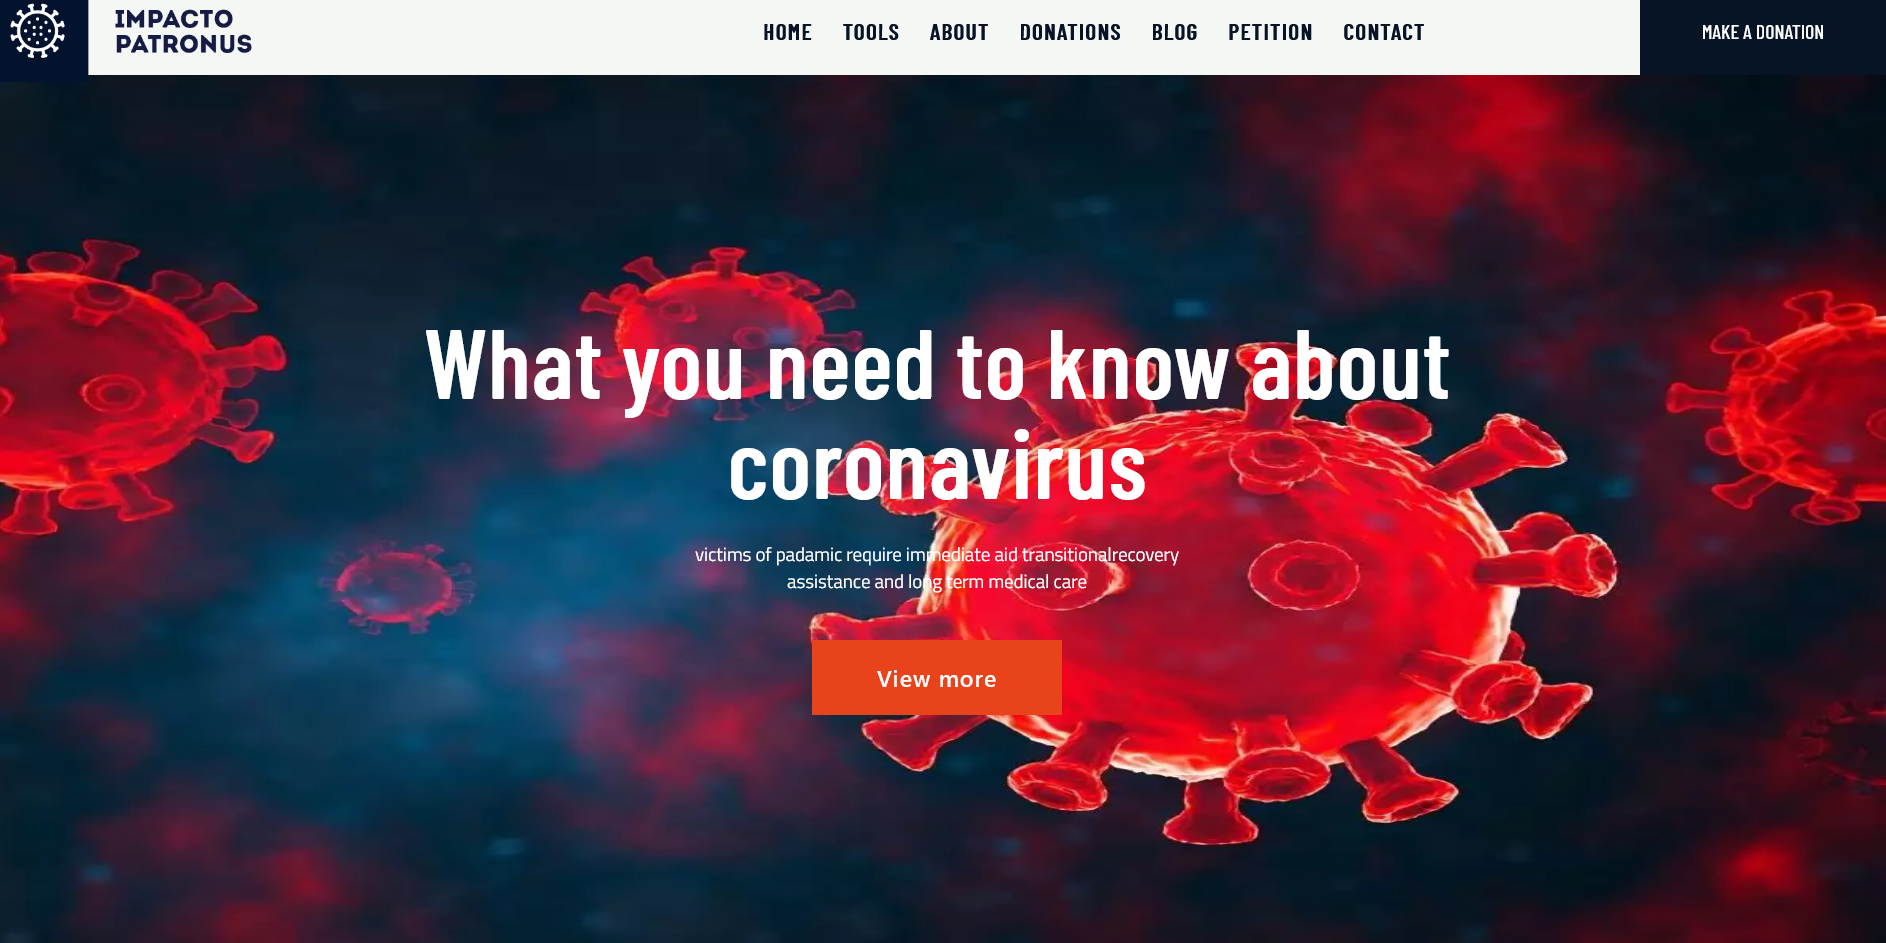 IMPACTO
PATRONUS
HOME TOOLS ABOUT DONATIONS BLOG PETITION CONTACT
MAKE A DONATION
What you need to know about
coronavirus
victims of padamic require immediate aid transitionalrecovery
assistance and long term medical care
View more